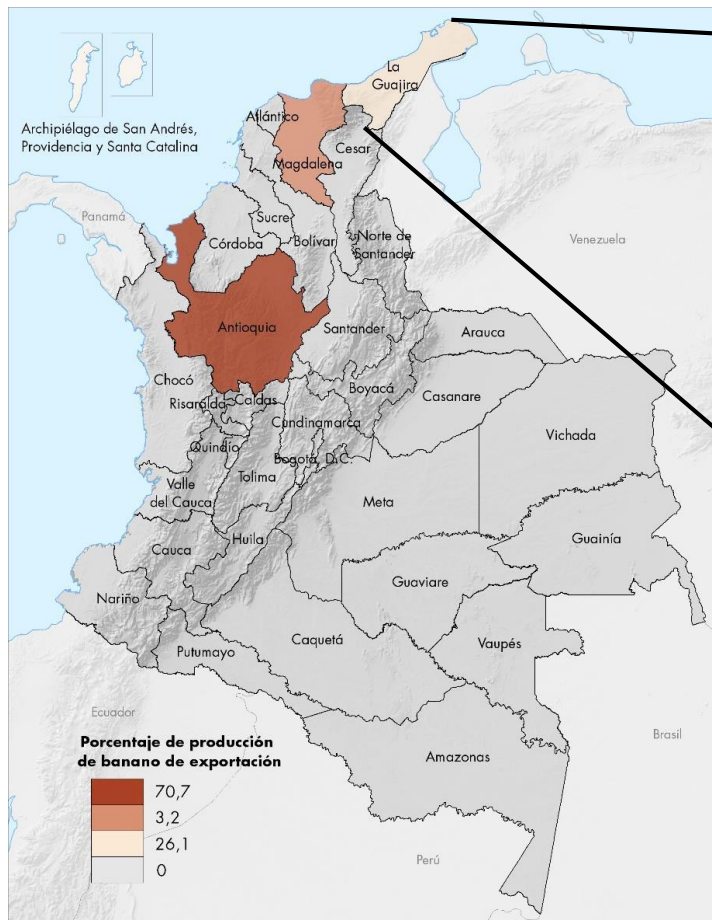 La
Guajira
Atlántico
Archipiélago de San Andrés,
Providencia y Santa Catalina
Cesar
Magdalena
Panamá
Sucre
Córdoba
Bolívar
Norte de
Santander
Venezuela
Antioquia
Santander
Arauca
Chocó
Boyacá
Risaralda
Caldas
Casanare
Cundinamarca
Vichada
Quindío
Bogotá, D.C.
Tolima
Valle
del Cauca
Meta
Guainía
Cauca
Huila
Guaviare
Nariño
Caquetá
Vaupés
Putumayo
Ecuador
Brasil
Porcentaje de producción
de banano de exportación
Amazonas
70,7
3,2
26,1
0
Perú